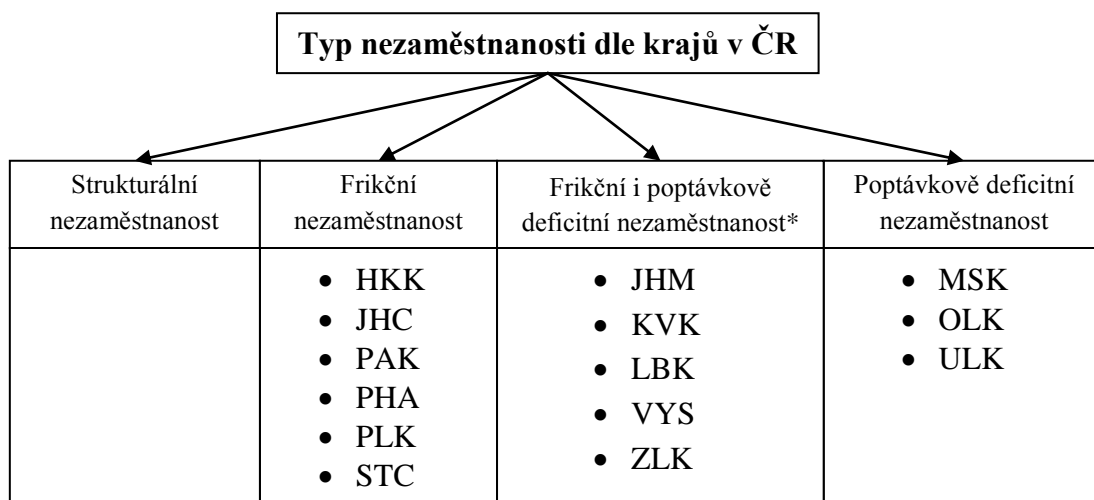 Typ nezaměstnanosti dle krajů v ČR
Strukturální
nezaměstnanost
Frikční
nezaměstnanost
Frikční i poptávkově
deficitní nezaměstnanost*
Poptávkově deficitní
nezaměstnanost
• HKK
• JHC
• PAK
• PHA
• PLK
• STC
• JHM
• KVK
• LBK
• VYS
• ZLK
• MSK
• OLK
• ULK